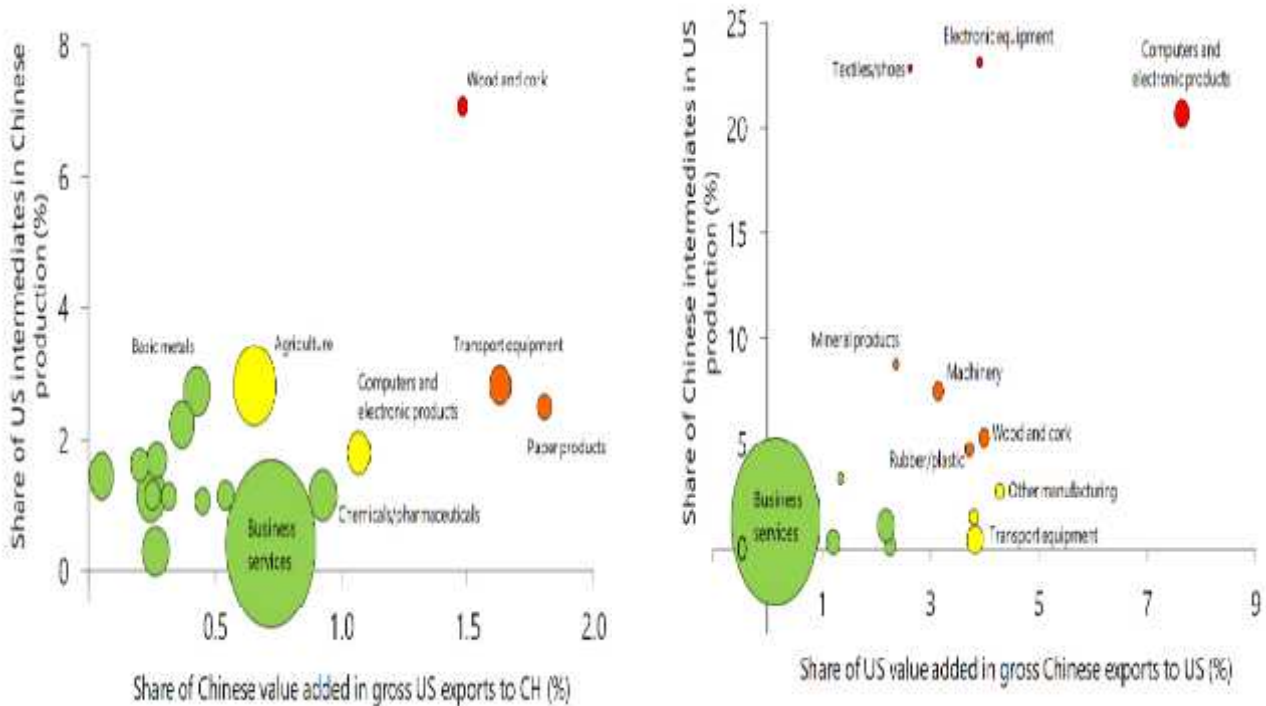 Share of US intermediates in Chinese
production (%)
8
6
4
2
0
Wood and cork
Basic metals
Agriculture
Transport equipment
Computers and
electronic products
Paper products
Chemicals/pharmaceuticals
Business
services
0.5
1.0
1.5
2.0
Share of Chinese value added in gross US exports to CH (%)
Share of Chinese intermediates in US
production (%)
25
20
15
10
5
Electronic equipment
Textiles/shoes
Computers and
electronic products
Mineral products
Machinery
Wood and cork
Rubber/plastic
Other manufacturing
Transport equipment
Business
services
1
3
5
7
9
Share of US value added in gross Chinese exports to US (%)